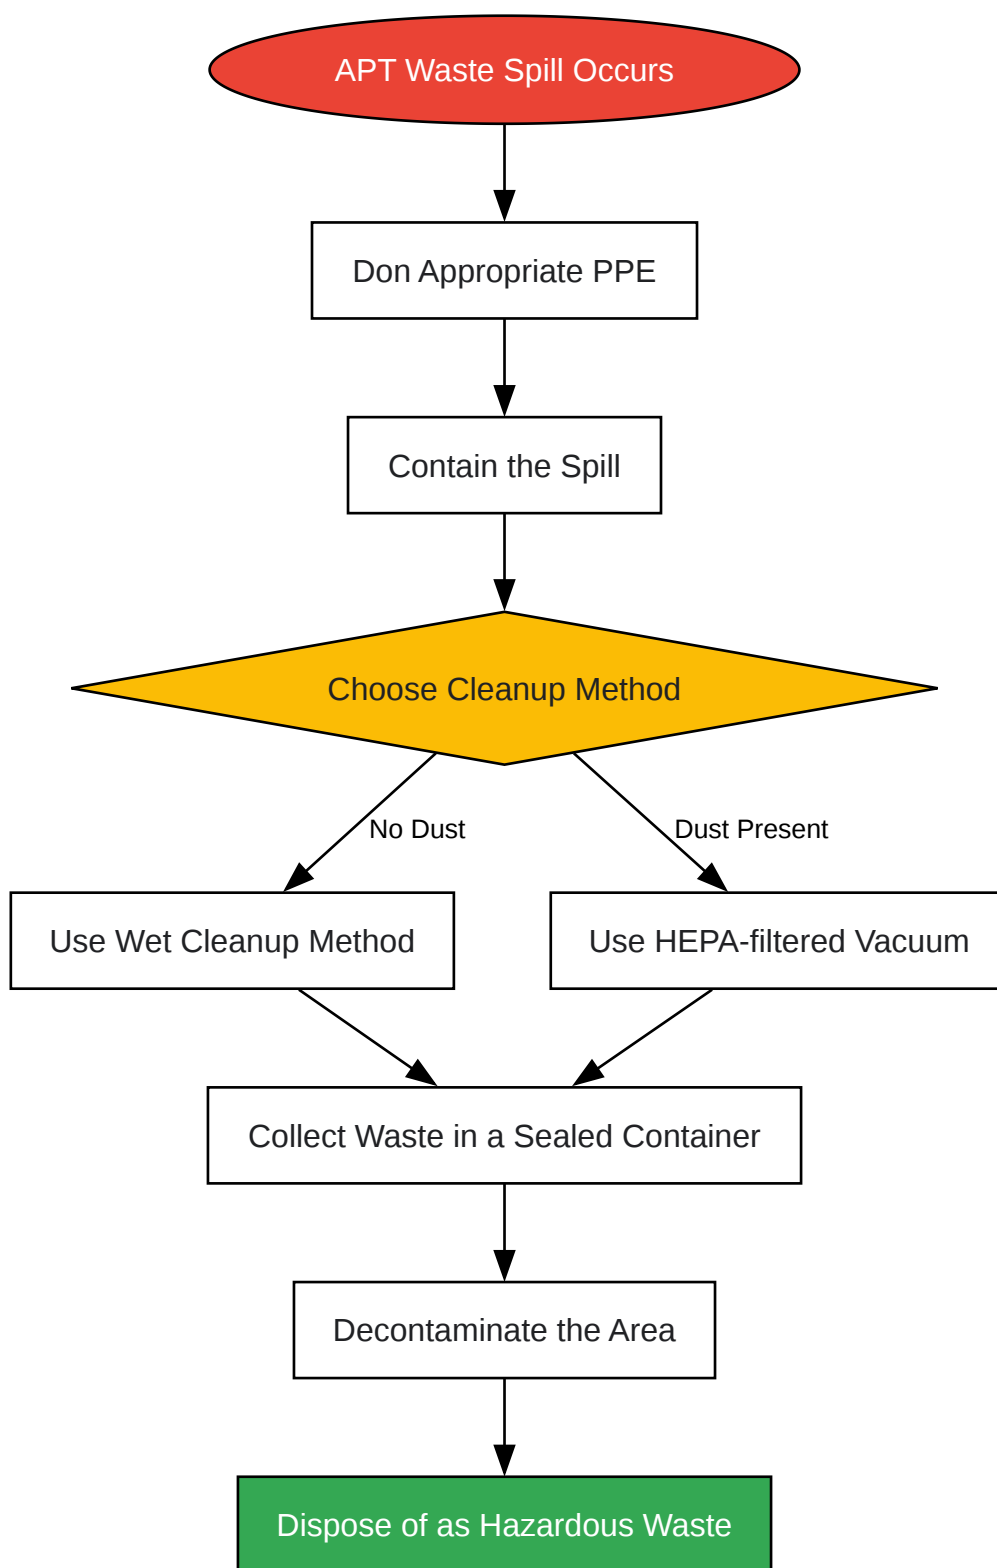 APT Waste Spill Occurs
Don Appropriate PPE
Contain the Spill
Choose Cleanup Method
No Dust
Dust Present
Use Wet Cleanup Method
Use HEPA-filtered Vacuum
Collect Waste in a Sealed Container
Decontaminate the Area
Dispose of as Hazardous Waste